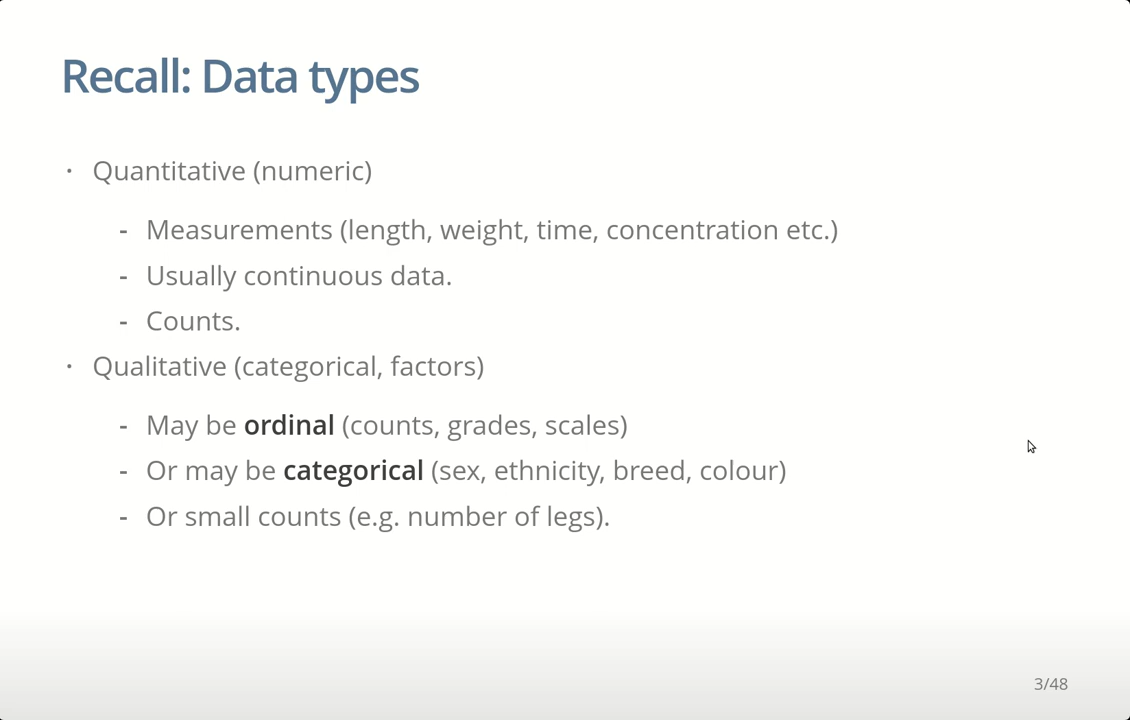 Recall: Data types
· Quantitative (numeric)
- Measurements (length, weight, time, concentration etc.)
- Usually continuous data.
- Counts.
· Qualitative (categorical, factors)
- May be ordinal (counts, grades, scales)
- Or may be categorical (sex, ethnicity, breed, colour)
- Or small counts (e.g. number of legs).
3/48